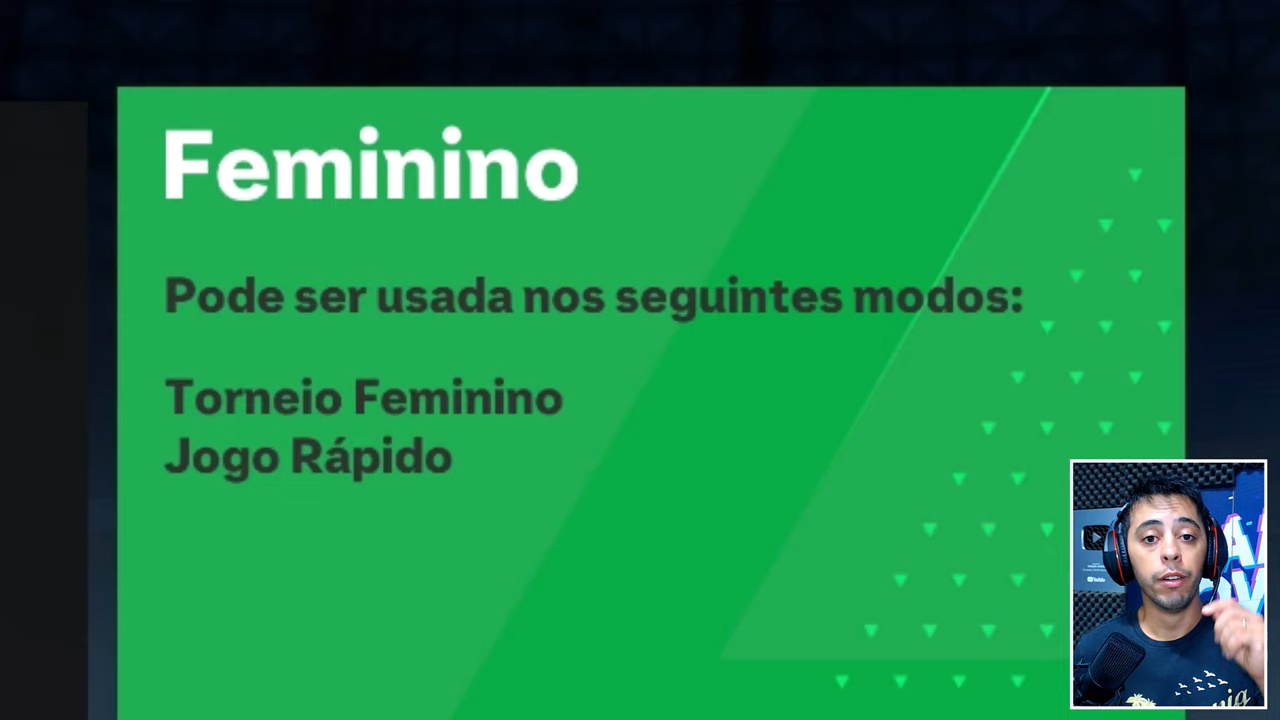 Feminino
Pode ser usada nos seguintes modos:
Torneio Feminino
Jogo Rápido